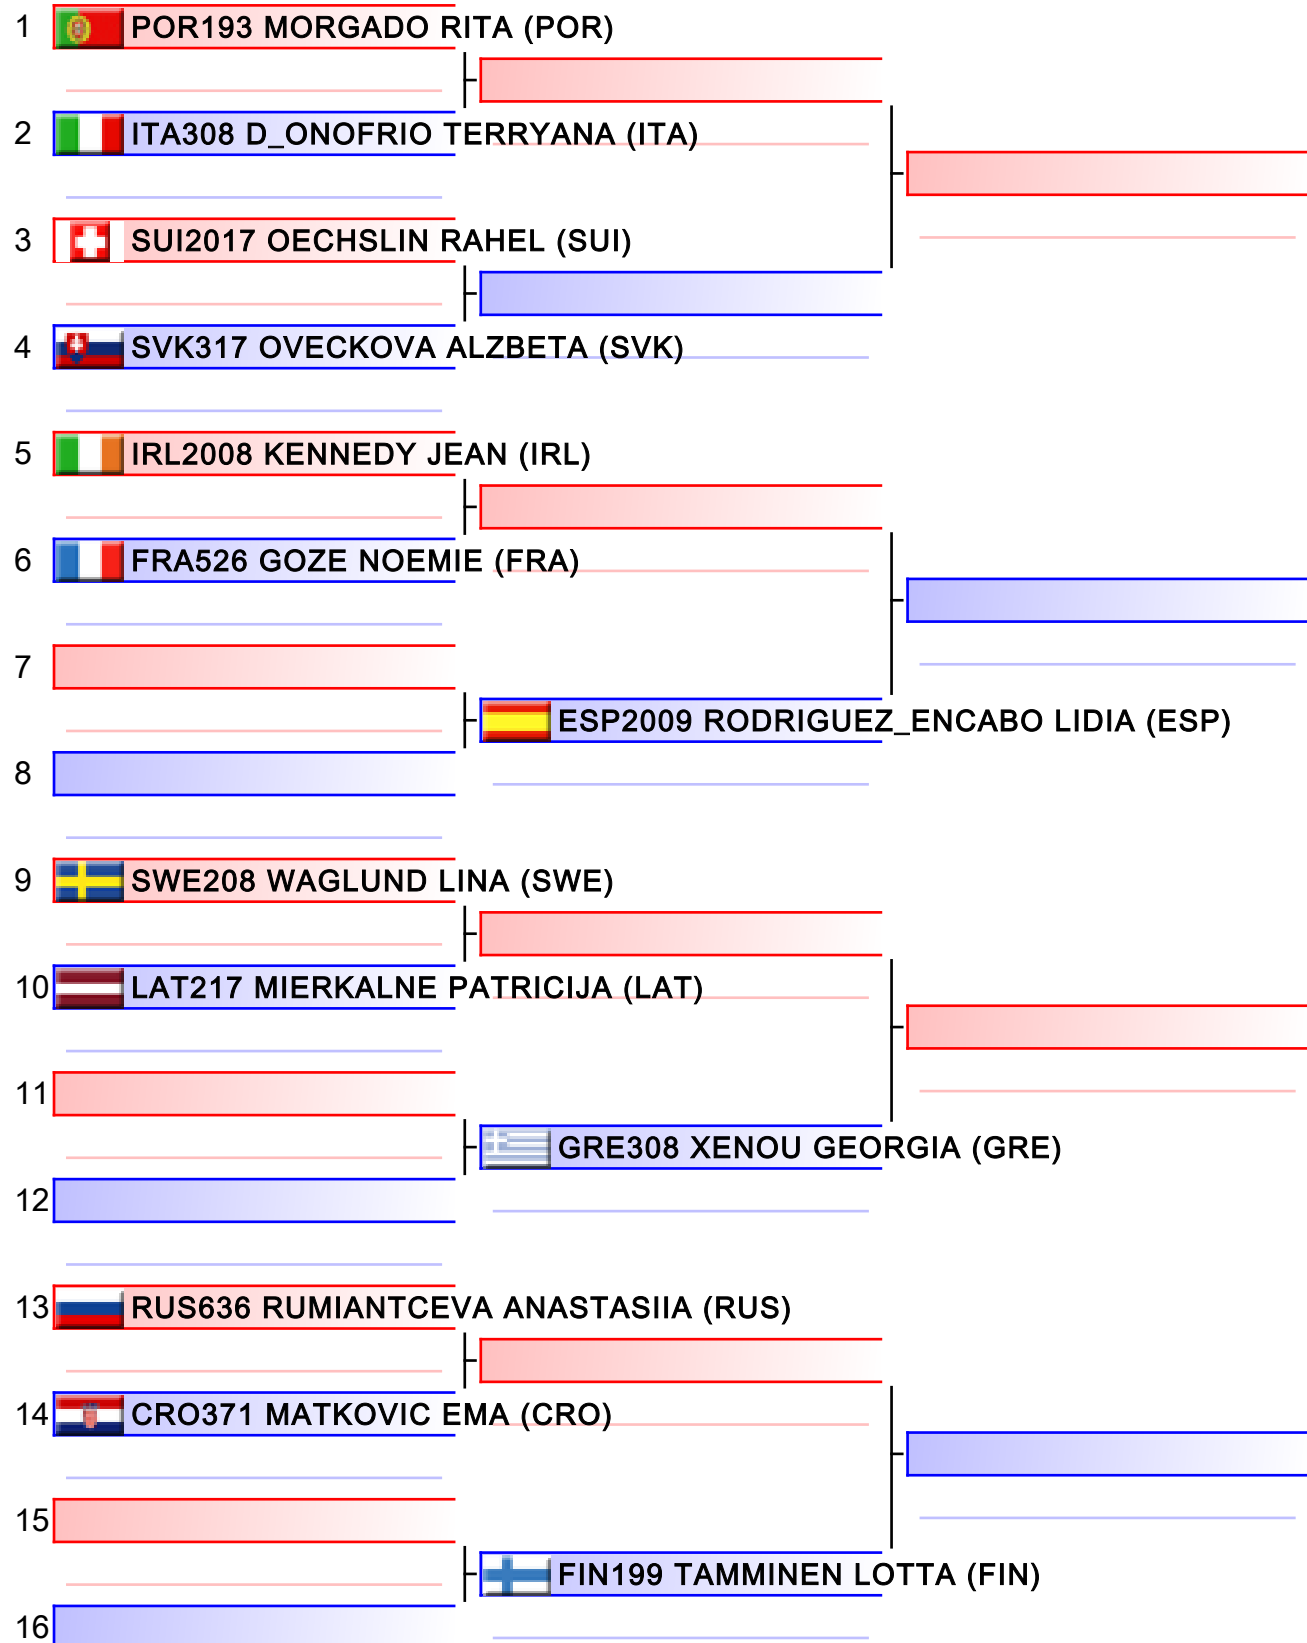 1 POR193 MORGADO RITA (POR)
2 ITA308 D_ONOFRIO TERRYANA (ITA)
3 SUI2017 OECHSLIN RAHEL (SUI)
4 SVK317 OVECKOVA ALZBETA (SVK)
5 IRL2008 KENNEDY JEAN (IRL)
6 FRA526 GOZE NOEMIE (FRA)
7
ESP2009 RODRIGUEZ_ENCABO LIDIA (ESP)
8
9 SWE208 WAGLUND LINA (SWE)
10 LAT217 MIERKALNE PATRICIJA (LAT)
11
GRE308 XENOU GEORGIA (GRE)
12
13 RUS636 RUMIANTCEVA ANASTASIIA (RUS)
14 CRO371 MATKOVIC EMA (CRO)
15
FIN199 TAMMINEN LOTTA (FIN)
16